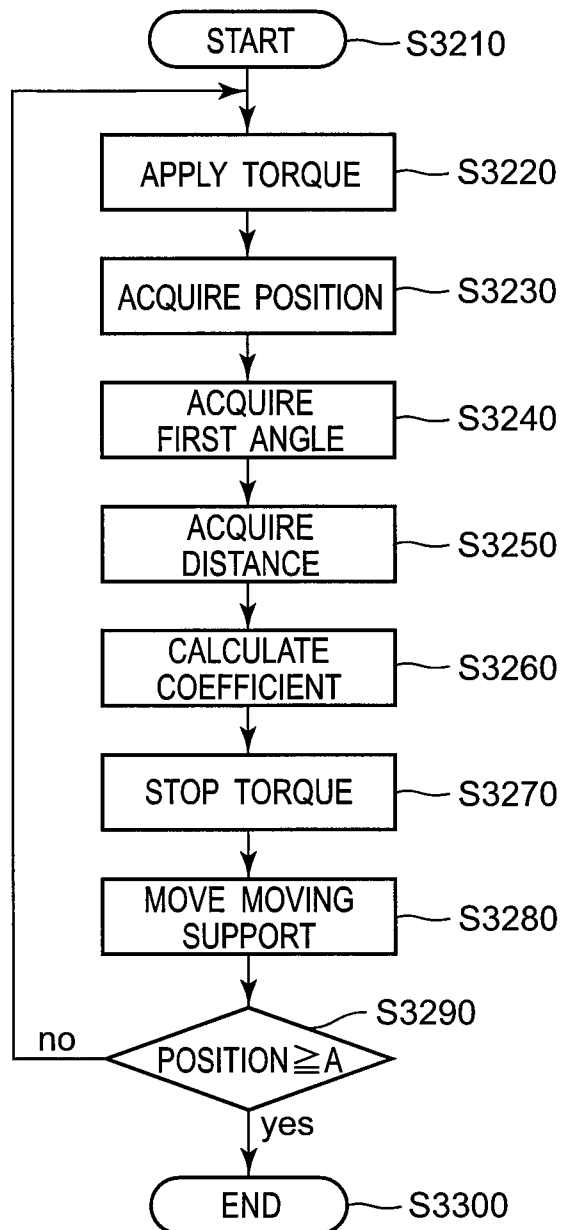 START
S3210
APPLY TORQUE
S3220
ACQUIRE POSITION
S3230
ACQUIRE
FIRST ANGLE
S3240
ACQUIRE
DISTANCE
S3250
CALCULATE
COEFFICIENT
S3260
STOP TORQUE
S3270
MOVE MOVING
SUPPORT
S3280
S3290
no
POSITION≧A
yes
END
S3300